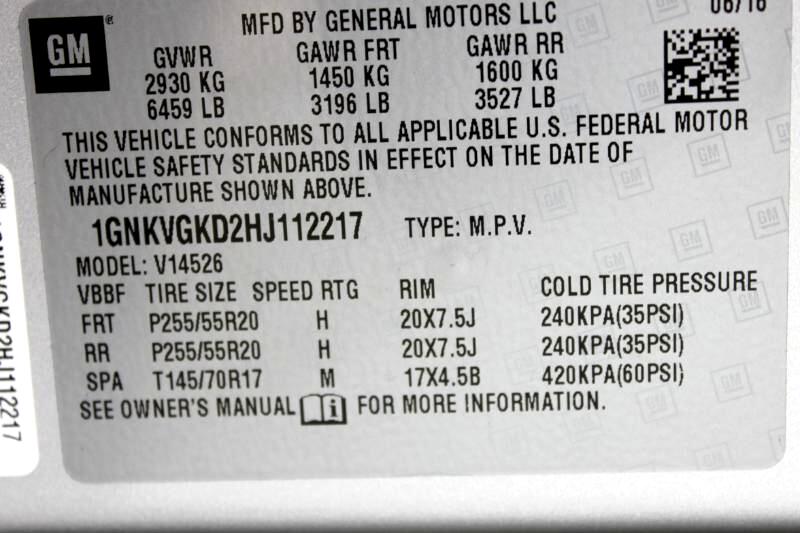 GM®
MFD BY GENERAL MOTORS LLC
08/16
GVWR GAWR FRT GAWR RR
2930 KG 1450 KG 1600 KG
6459 LB 3196 LB 3527 LB
THIS VEHICLE CONFORMS TO ALL APPLICABLE U.S. FEDERAL MOTOR
VEHICLE SAFETY STANDARDS IN EFFECT ON THE DATE OF
MANUFACTURE SHOWN ABOVE.
1GNKVGKD2HJ112217 TYPE: M.P.V.
MODEL: V14526
VBBF TIRE SIZE SPEED RTG RIM COLD TIRE PRESSURE
FRT P255/55R20 H 20X7.5J 240KPA(35PSI)
RR P255/55R20 H 20X7.5J 240KPA(35PSI)
SPA T145/70R17 M 17X4.5B 420KPA(60PSI)
SEE OWNER'S MANUAL i FOR MORE INFORMATION.
1GNKVGKD2HJ112217